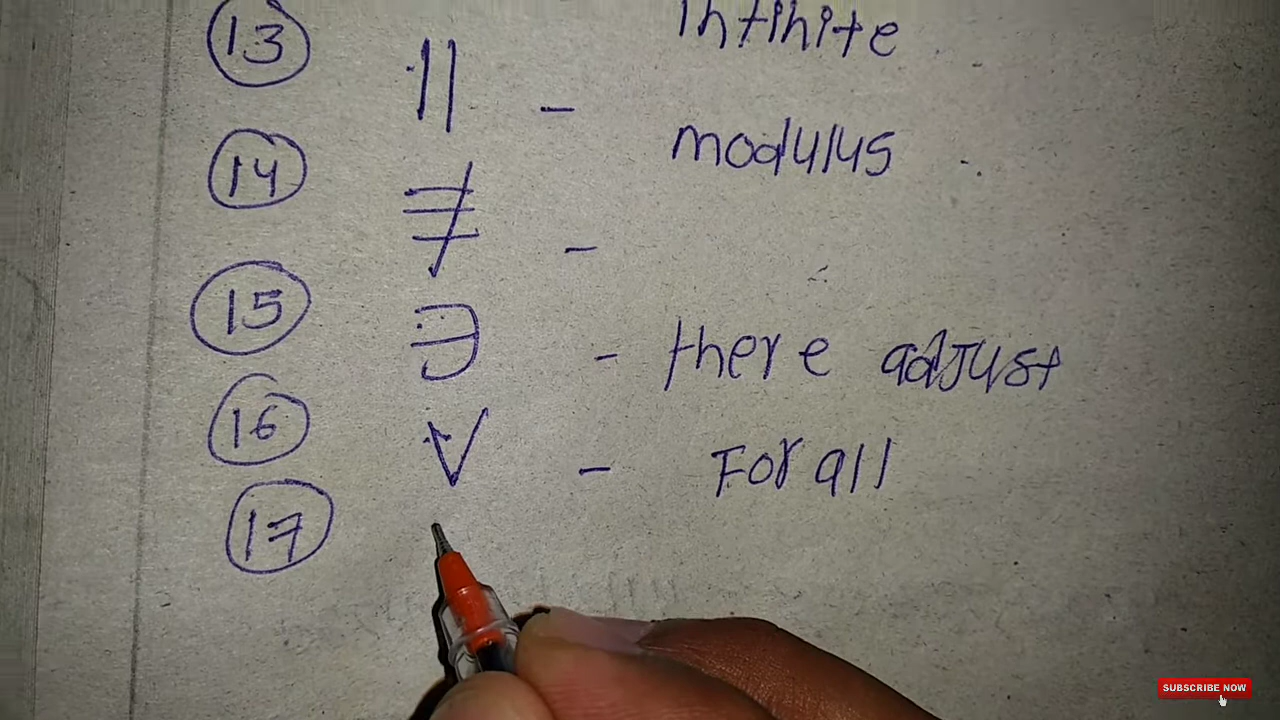 infinite
13 || - modulus
14 ≢ -
15 ∃ - there adjust
16 ∀ - For all
17
SUBSCRIBE NOW